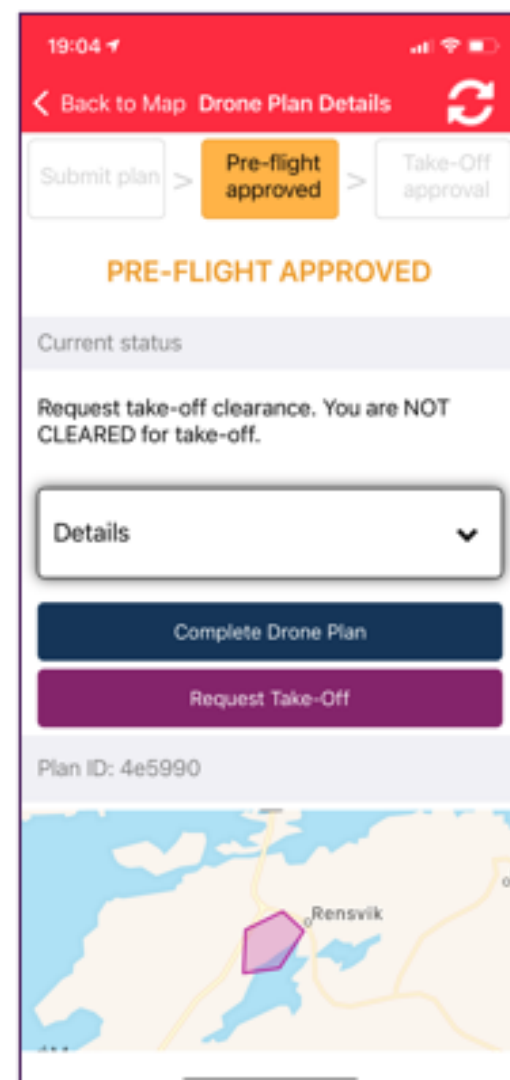 19:04
Back to Map Drone Plan Details
Submit plan > Pre-flight approved > Take-Off approval
PRE-FLIGHT APPROVED
Current status
Request take-off clearance. You are NOT
CLEARED for take-off.
Details
Complete Drone Plan
Request Take-Off
Plan ID: 4e5990
Rensvik